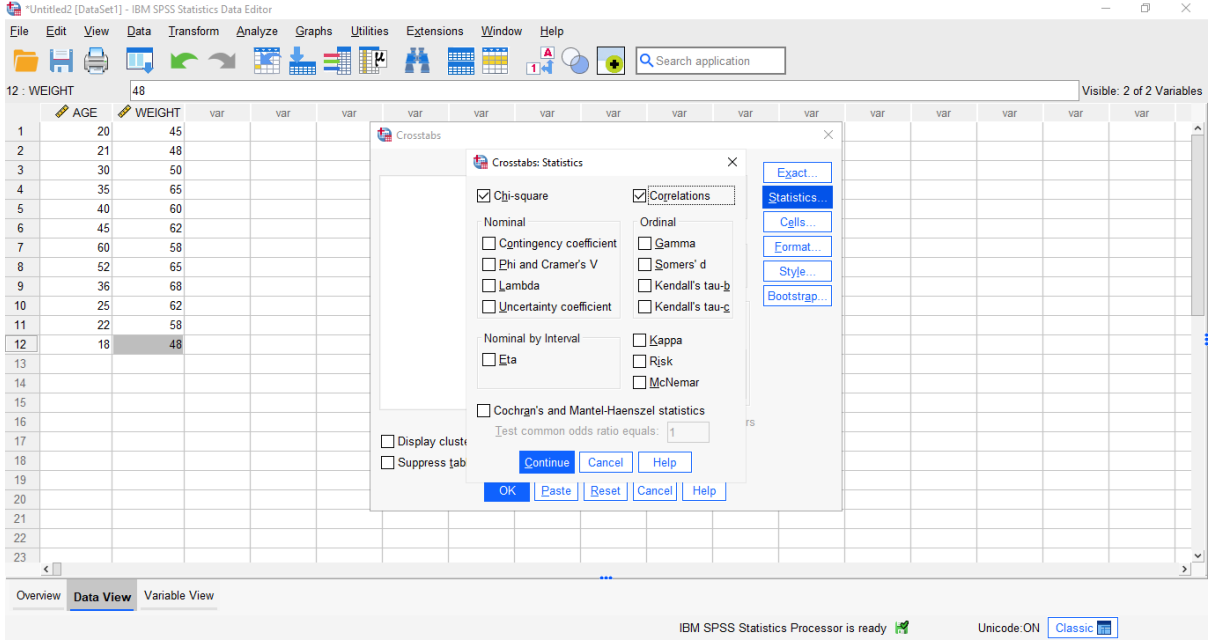 *Untitled2 [DataSet1] - IBM SPSS Statistics Data Editor
File Edit View Data Transform Analyze Graphs Utilities Extensions Window Help
Search application
12 : WEIGHT 48 Visible: 2 of 2 Variables
AGE WEIGHT var var var var var var var var var var var var var var var
1 20 45
2 21 48
3 30 50
4 35 65
5 40 60
6 45 62
7 60 58
8 52 65
9 36 68
10 25 62
11 22 58
12 18 48
13
14
15
16
17
18
19
20
21
22
23
Crosstabs
Exact...
Statistics...
Cells...
Format...
Style...
Bootstrap...
Display cluste
Suppress tab
rs
OK Paste Reset Cancel Help
Crosstabs: Statistics
Chi-square Correlations
Nominal
Contingency coefficient
Phi and Cramer's V
Lambda
Uncertainty coefficient
Ordinal
Gamma
Somers' d
Kendall's tau-b
Kendall's tau-c
Nominal by Interval
Eta
Kappa
Risk
McNemar
Cochran's and Mantel-Haenszel statistics
Test common odds ratio equals: 1
Continue Cancel Help
Overview Data View Variable View
IBM SPSS Statistics Processor is ready Unicode:ON Classic